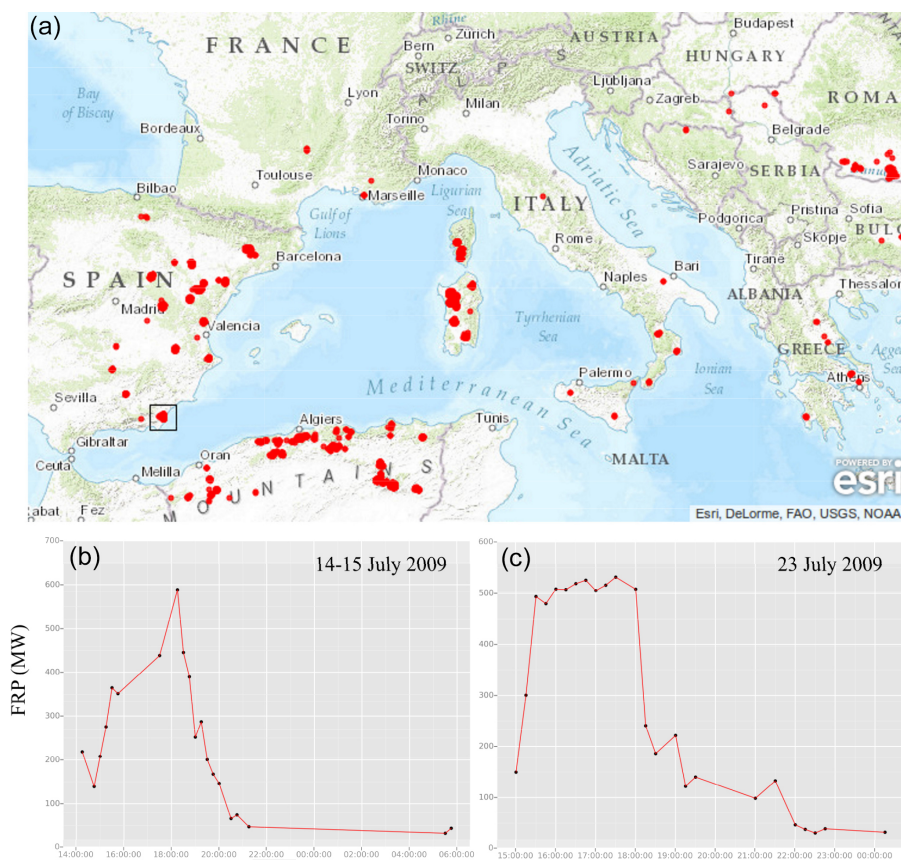 (a)
FRANCE
Rhine
Zürich
Bern
SWITZ.
AUSTRIA
Budapest
HUNGARY
Bay
of
Biscay
Lyon
A L P S
Milan
Torino
Ljubljana
Zagreb
ROMA
Bordeaux
Belgrade
Toulouse
Monaco
Marseille
Ligurian
Sea
Adriatic Sea
Sarajevo
SERBIA
Danu
Bilbao
Gulf of
Lions
ITALY
Podgorica
Pristina
Sofia
BULG
Skopje
Barcelona
Rome
SPAIN
Madrid
Naples
Bari
Tirane
ALBANIA
Thessalon
Valencia
Tyrrhenian
Sea
GREECE
Aege
Sea
Mediterranean Sea
Palermo
Ionian
Sea
Athens
Sevilla
Gibraltar
Ceuta
Algiers
Tunis
MALTA
Melilla
Oran
MOUNTAINS
abat
Fez
POWERED BY
esri
Esri, DeLorme, FAO, USGS, NOAA
(b)
14-15 July 2009
FRP (MW)
700
600
500
400
300
200
100
0
14:00:00 16:00:00 18:00:00 20:00:00 22:00:00 00:00:00 02:00:00 04:00:00 06:00:00
(c)
23 July 2009
600
500
400
300
200
100
0
15:00:00 16:00:00 17:00:00 18:00:00 19:00:00 20:00:00 21:00:00 22:00:00 23:00:00 00:00:00